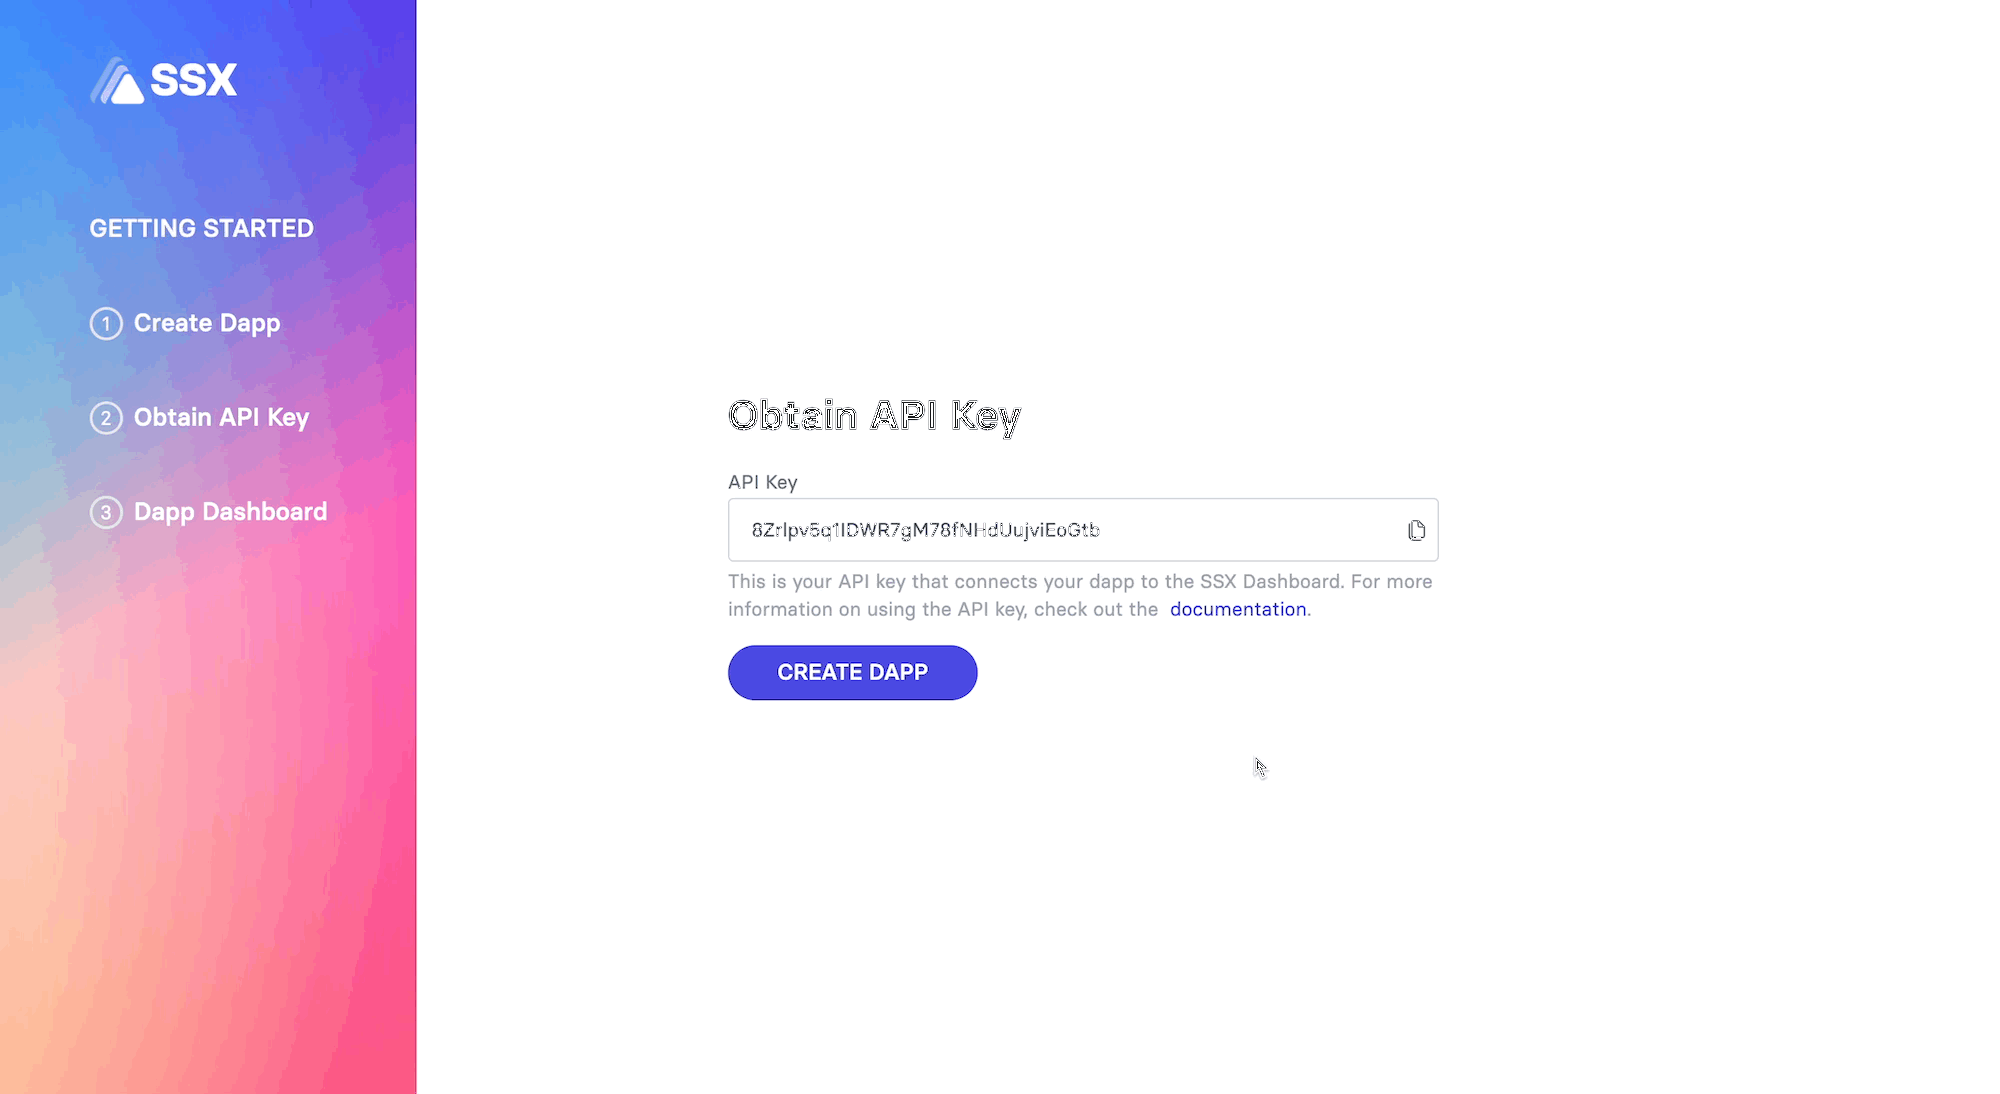 SSX
GETTING STARTED
1 Create Dapp
2 Obtain API Key
3 Dapp Dashboard
Obtain API Key
API Key
8Zrlpv5q1IDWR7gM78fNHdUujviEoGtb
This is your API key that connects your dapp to the SSX Dashboard. For more
information on using the API key, check out the documentation.
CREATE DAPP